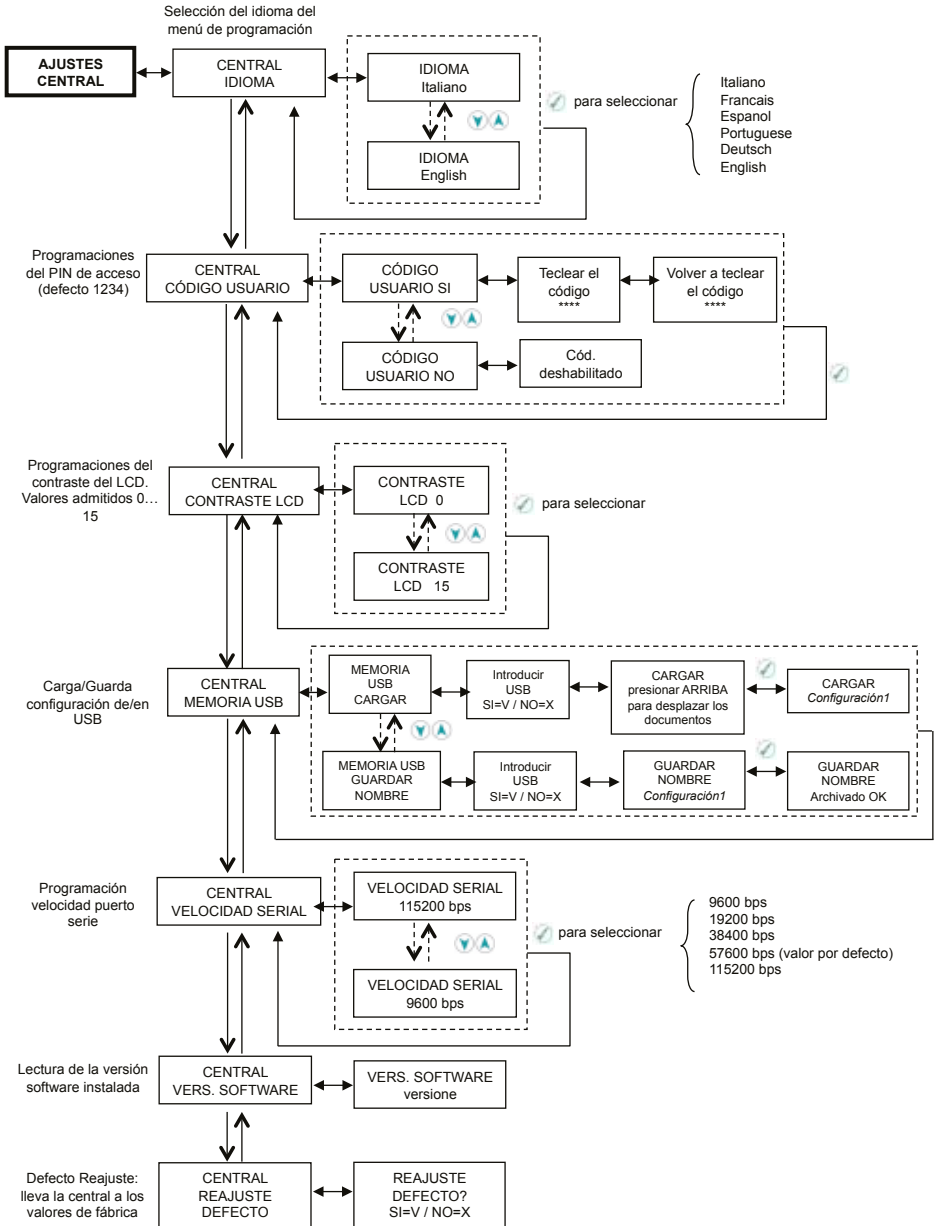 Selección del idioma del
menú de programación
AJUSTES
CENTRAL
CENTRAL
IDIOMA
IDIOMA
Italiano
IDIOMA
English
para seleccionar
Italiano
Francais
Espanol
Portuguese
Deutsch
English
Programaciones
del PIN de acceso
(defecto 1234)
CENTRAL
CÓDIGO USUARIO
CÓDIGO
USUARIO SI
Teclear el
código
****
Volver a teclear
el código
****
CÓDIGO
USUARIO NO
Cód.
deshabilitado
Programaciones del
contraste del LCD.
Valores admitidos 0…
15
CENTRAL
CONTRASTE LCD
CONTRASTE
LCD 0
CONTRASTE
LCD 15
para seleccionar
Carga/Guarda
configuración de/en
USB
CENTRAL
MEMORIA USB
MEMORIA
USB
CARGAR
Introducir
USB
SI=V / NO=X
CARGAR
presionar ARRIBA
para desplazar los
documentos
CARGAR
Configuración1
MEMORIA USB
GUARDAR
NOMBRE
Introducir
USB
SI=V / NO=X
GUARDAR
NOMBRE
Configuración1
GUARDAR
NOMBRE
Archivado OK
Programación
velocidad puerto
serie
CENTRAL
VELOCIDAD SERIAL
VELOCIDAD SERIAL
115200 bps
VELOCIDAD SERIAL
9600 bps
para seleccionar
9600 bps
19200 bps
38400 bps
57600 bps (valor por defecto)
115200 bps
Lectura de la versión
software instalada
CENTRAL
VERS. SOFTWARE
VERS. SOFTWARE
versione
Defecto Reajuste:
lleva la central a los
valores de fábrica
CENTRAL
REAJUSTE
DEFECTO
REAJUSTE
DEFECTO?
SI=V / NO=X